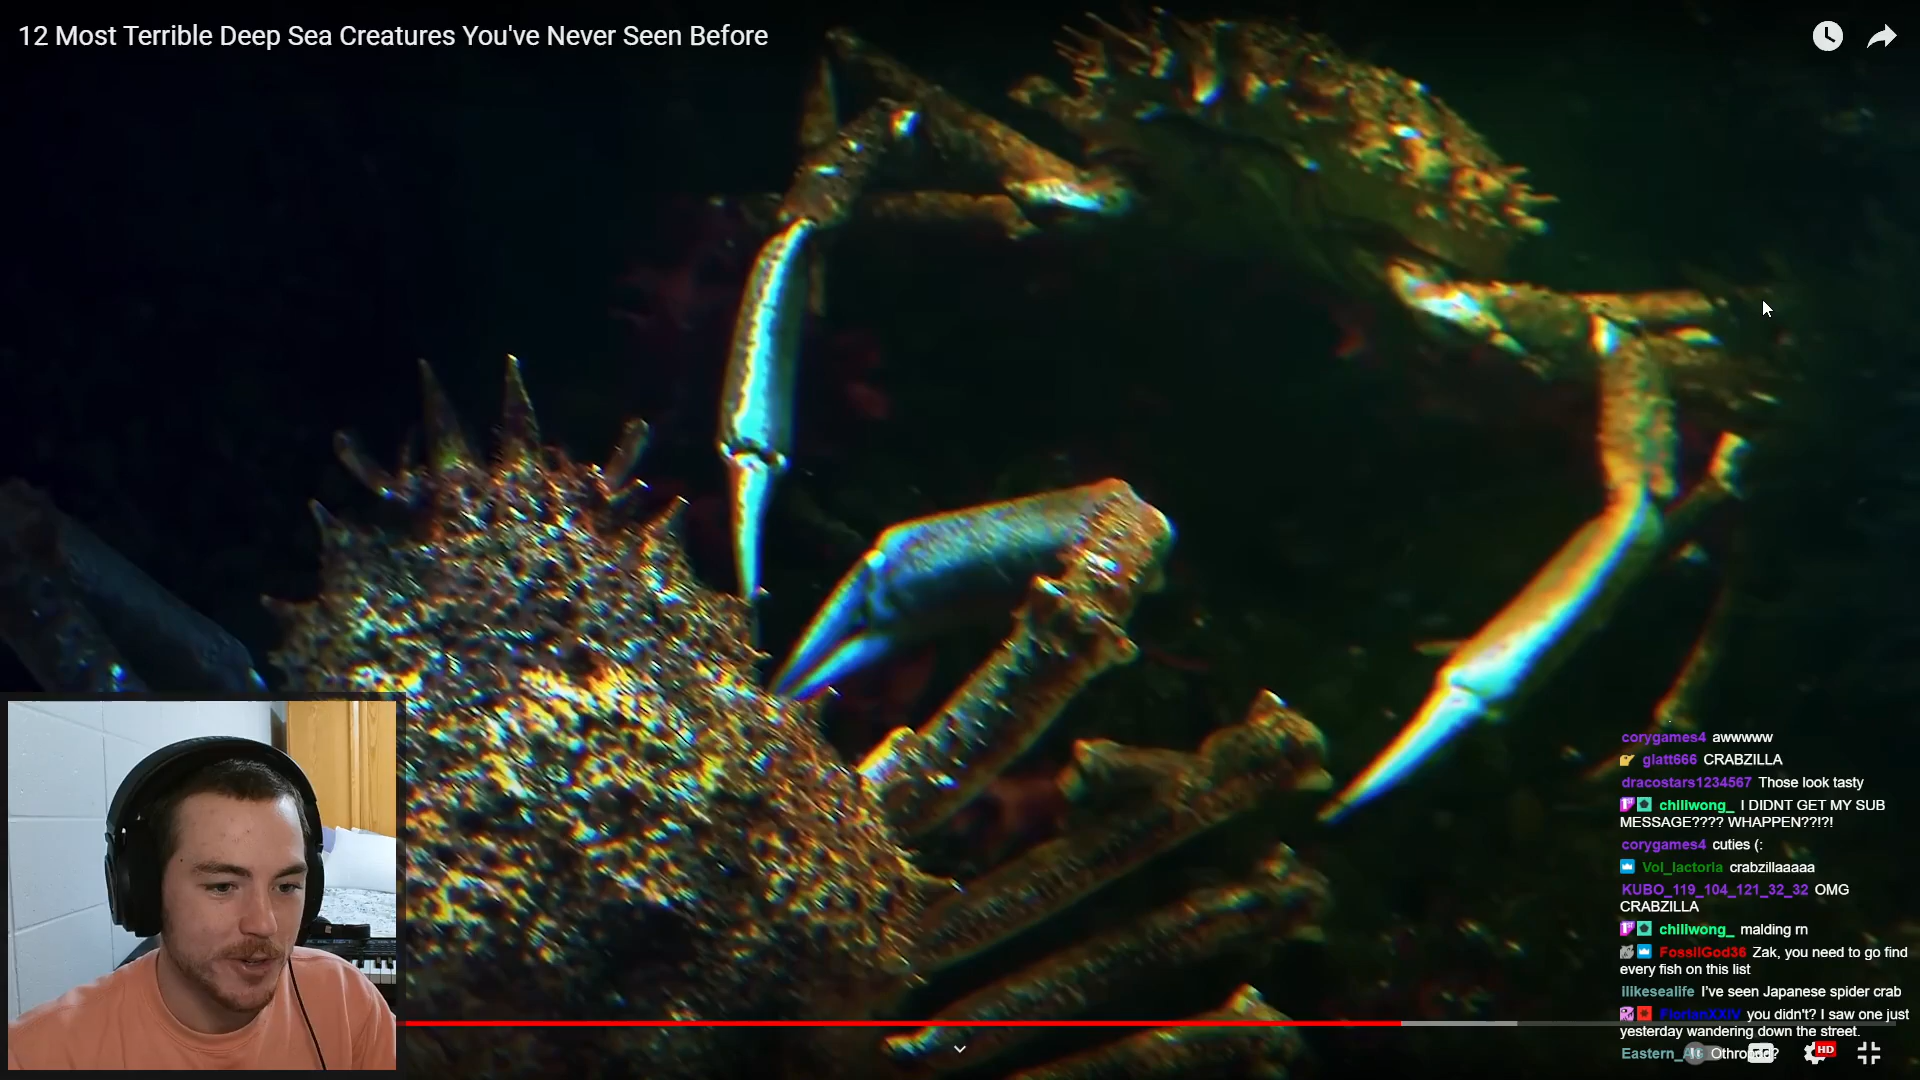 12 Most Terrible Deep Sea Creatures You've Never Seen Before
corygames4 awwwww
glatt666 CRABZILLA
dracostars1234567 Those look tasty
chillwong_ I DIDNT GET MY SUB
MESSAGE???? WHAPPEN??!?!
corygames4 cuties (:
Vol_lactoria crabzillaaaaa
KUBO_119_104_121_32_32 OMG
CRABZILLA
chillwong_ malding rn
FossilGod36 Zak, you need to go find
every fish on this list
ilikesealife I've seen Japanese spider crab
FlorianXXIV you didn't? I saw one just
yesterday wandering down the street.
HD